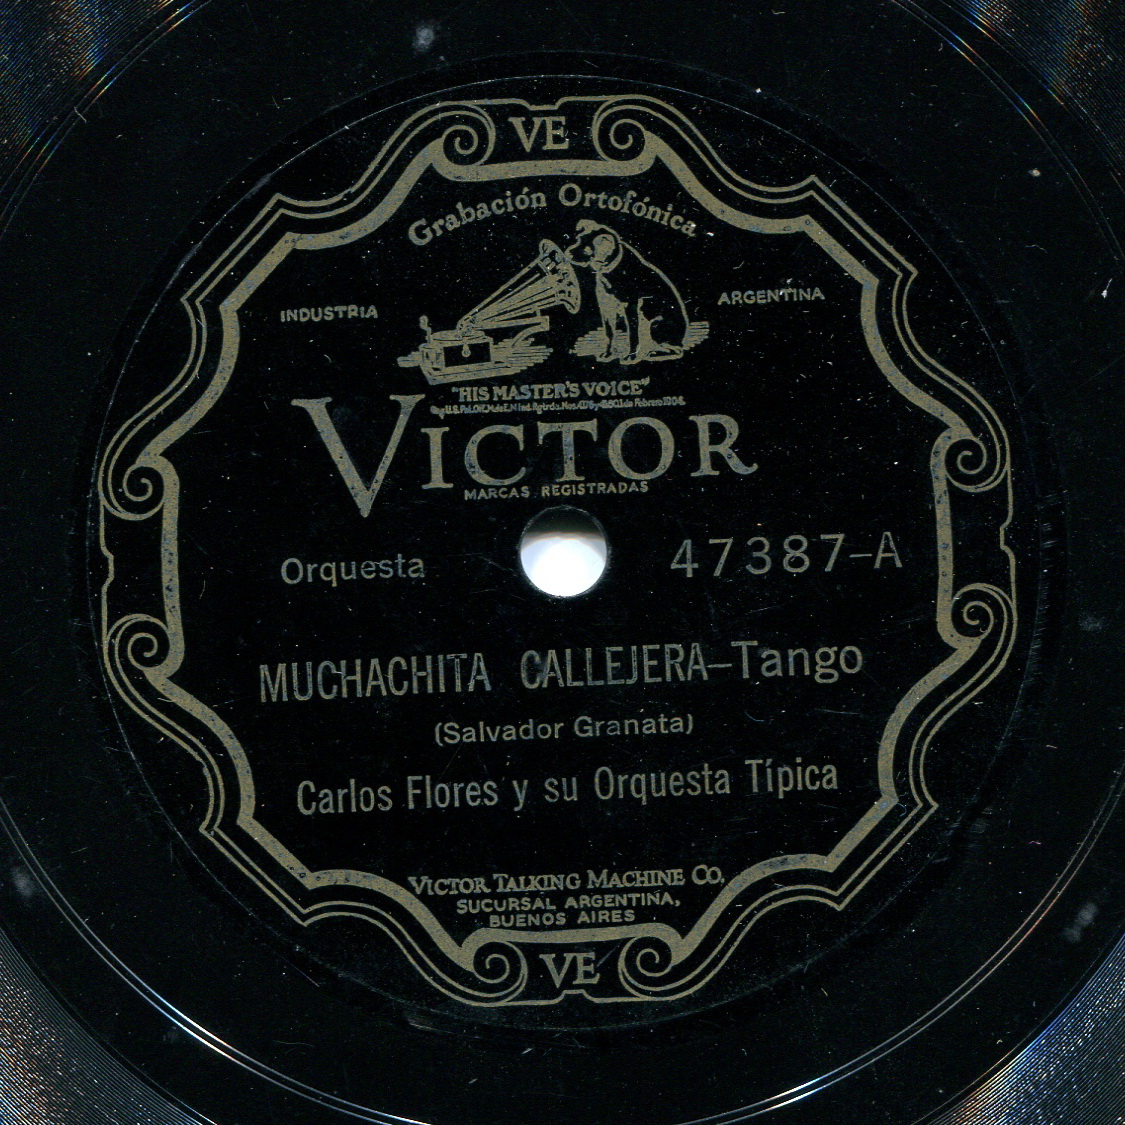 VE
Grabación Ortofónica
INDUSTRIA
ARGENTINA
"HIS MASTER'S VOICE"
VICTOR
MARCAS REGISTRADAS
Orquesta
47387-A
MUCHACHITA CALLEJERA-Tango
(Salvador Granata)
Carlos Flores y su Orquesta Típica
VICTOR TALKING MACHINE CO,
SUCURSAL ARGENTINA,
BUENOS AIRES
VE